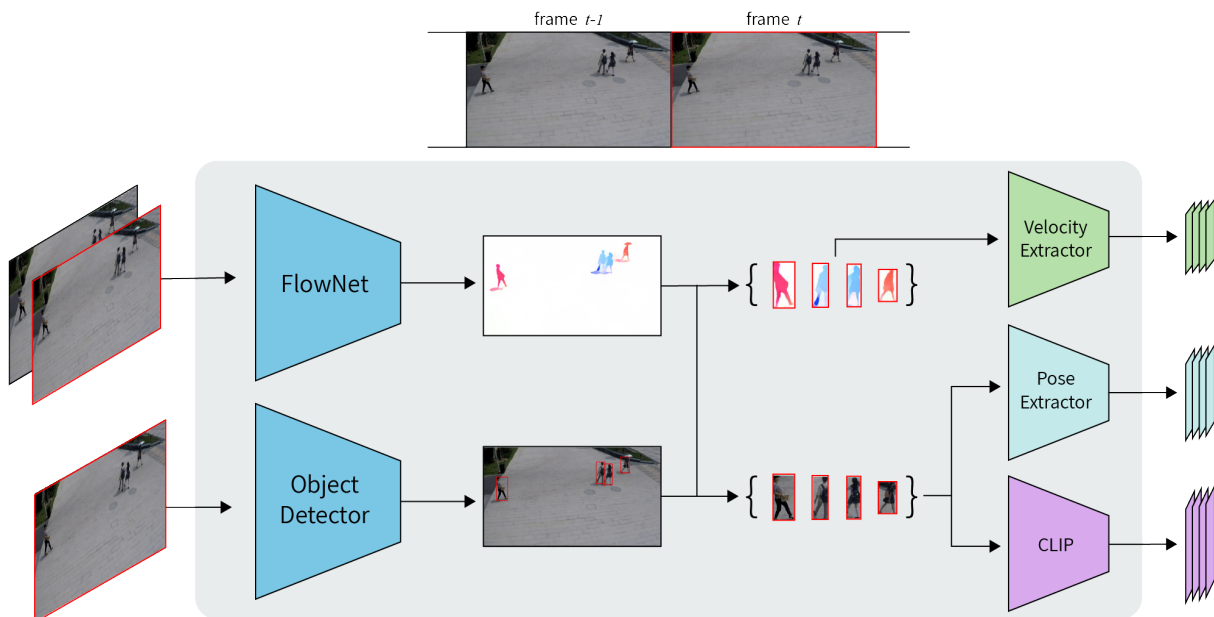 frame t-1
frame t
FlowNet
Velocity
Extractor
{ }
Pose
Extractor
Object
Detector
{ }
CLIP